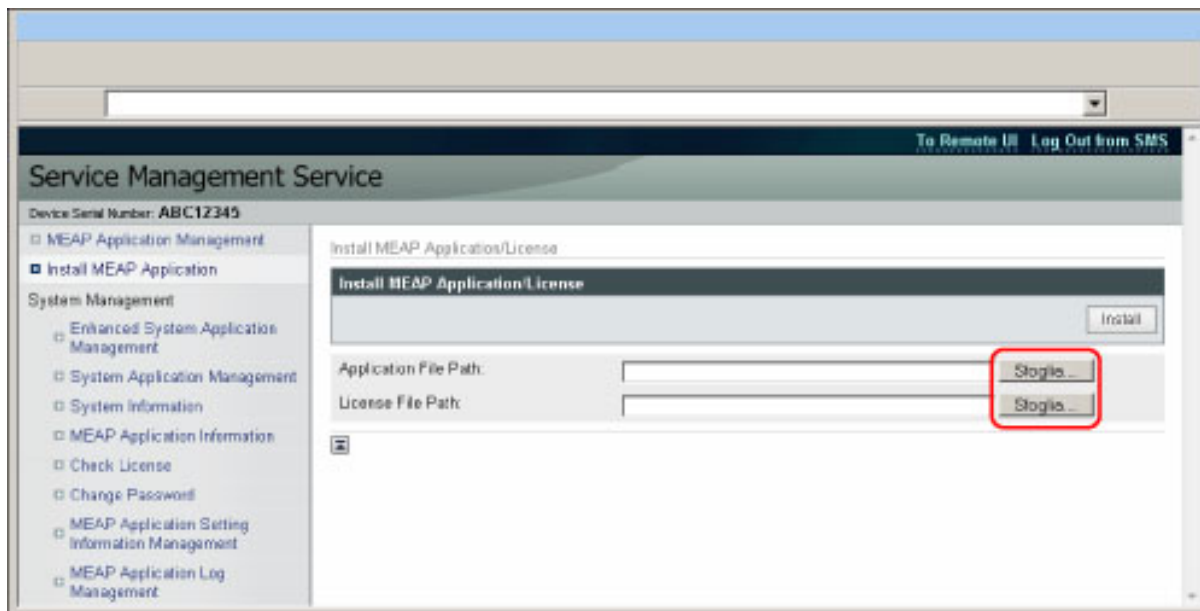 To Remote UI Log Out from SMS
Service Management Service
Device Serial Number: ABC12345
MEAP Application Management
Install MEAP Application
System Management
Enhanced System Application
Management
System Application Management
System Information
MEAP Application Information
Check License
Change Password
MEAP Application Setting
Information Management
MEAP Application Log
Management
Install MEAP Application/License
Install MEAP Application/License
Install
Application File Path:
Sfoglia...
License File Path:
Sfoglia...